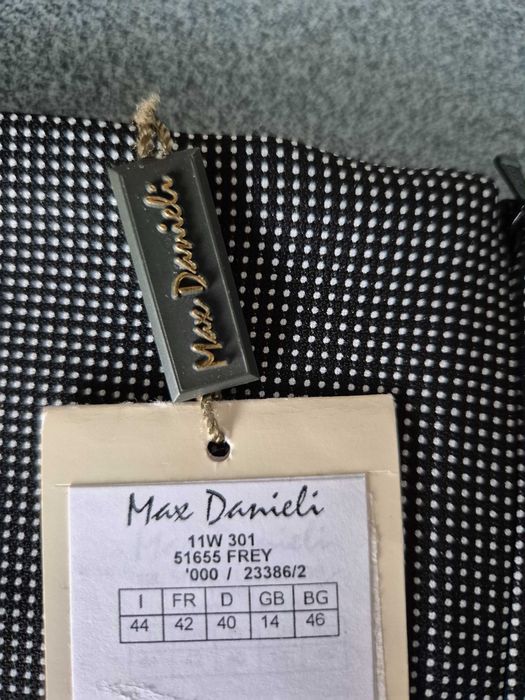 Max Danieli
Max Danieli
11W 301
51655 FREY
'000 / 23386/2
I FR D GB BG
44 42 40 14 46